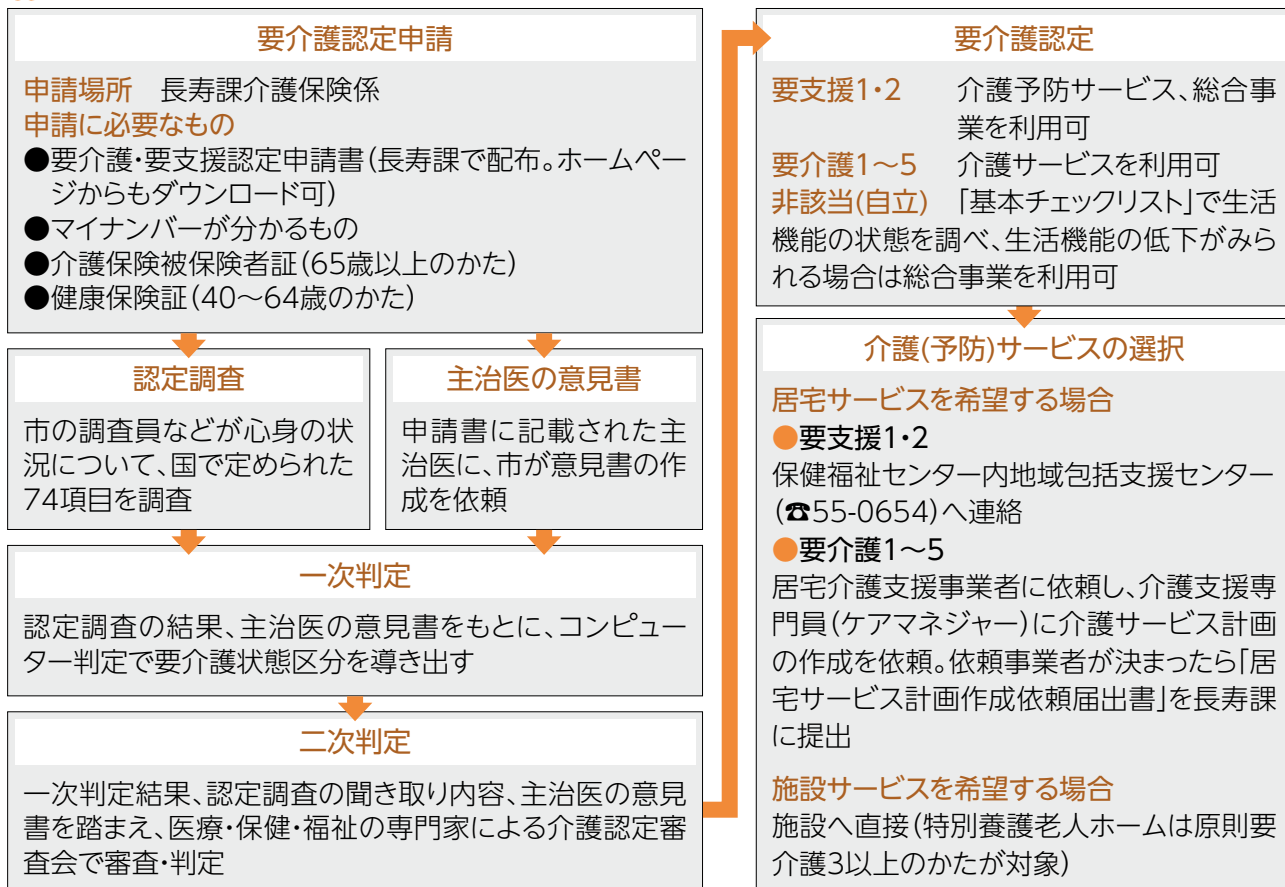 要介護認定申請
申請場所　長寿課介護保険係
申請に必要なもの
●要介護・要支援認定申請書(長寿課で配布。ホームペー
ジからもダウンロード可)
●マイナンバーが分かるもの
●介護保険被保険者証(65歳以上のかた)
●健康保険証(40～64歳のかた)
認定調査
市の調査員などが心身の状
況について、国で定められた
74項目を調査
主治医の意見書
申請書に記載された主
治医に、市が意見書の作
成を依頼
一次判定
認定調査の結果、主治医の意見書をもとに、コンピュー
ター判定で要介護状態区分を導き出す
二次判定
一次判定結果、認定調査の聞き取り内容、主治医の意見
書を踏まえ、医療・保健・福祉の専門家による介護認定審
査会で審査・判定
要介護認定
要支援1・2　介護予防サービス、総合事
業を利用可
要介護1～5　介護サービスを利用可
非該当(自立)　「基本チェックリスト」で生活
機能の状態を調べ、生活機能の低下がみら
れる場合は総合事業を利用可
介護(予防)サービスの選択
居宅サービスを希望する場合
●要支援1・2
保健福祉センター内地域包括支援センター
(☎55-0654)へ連絡
●要介護1～5
居宅介護支援事業者に依頼し、介護支援専
門員(ケアマネジャー)に介護サービス計画
の作成を依頼。依頼事業者が決まったら「居
宅サービス計画作成依頼届出書」を長寿課
に提出
施設サービスを希望する場合
施設へ直接(特別養護老人ホームは原則要
介護3以上のかたが対象)